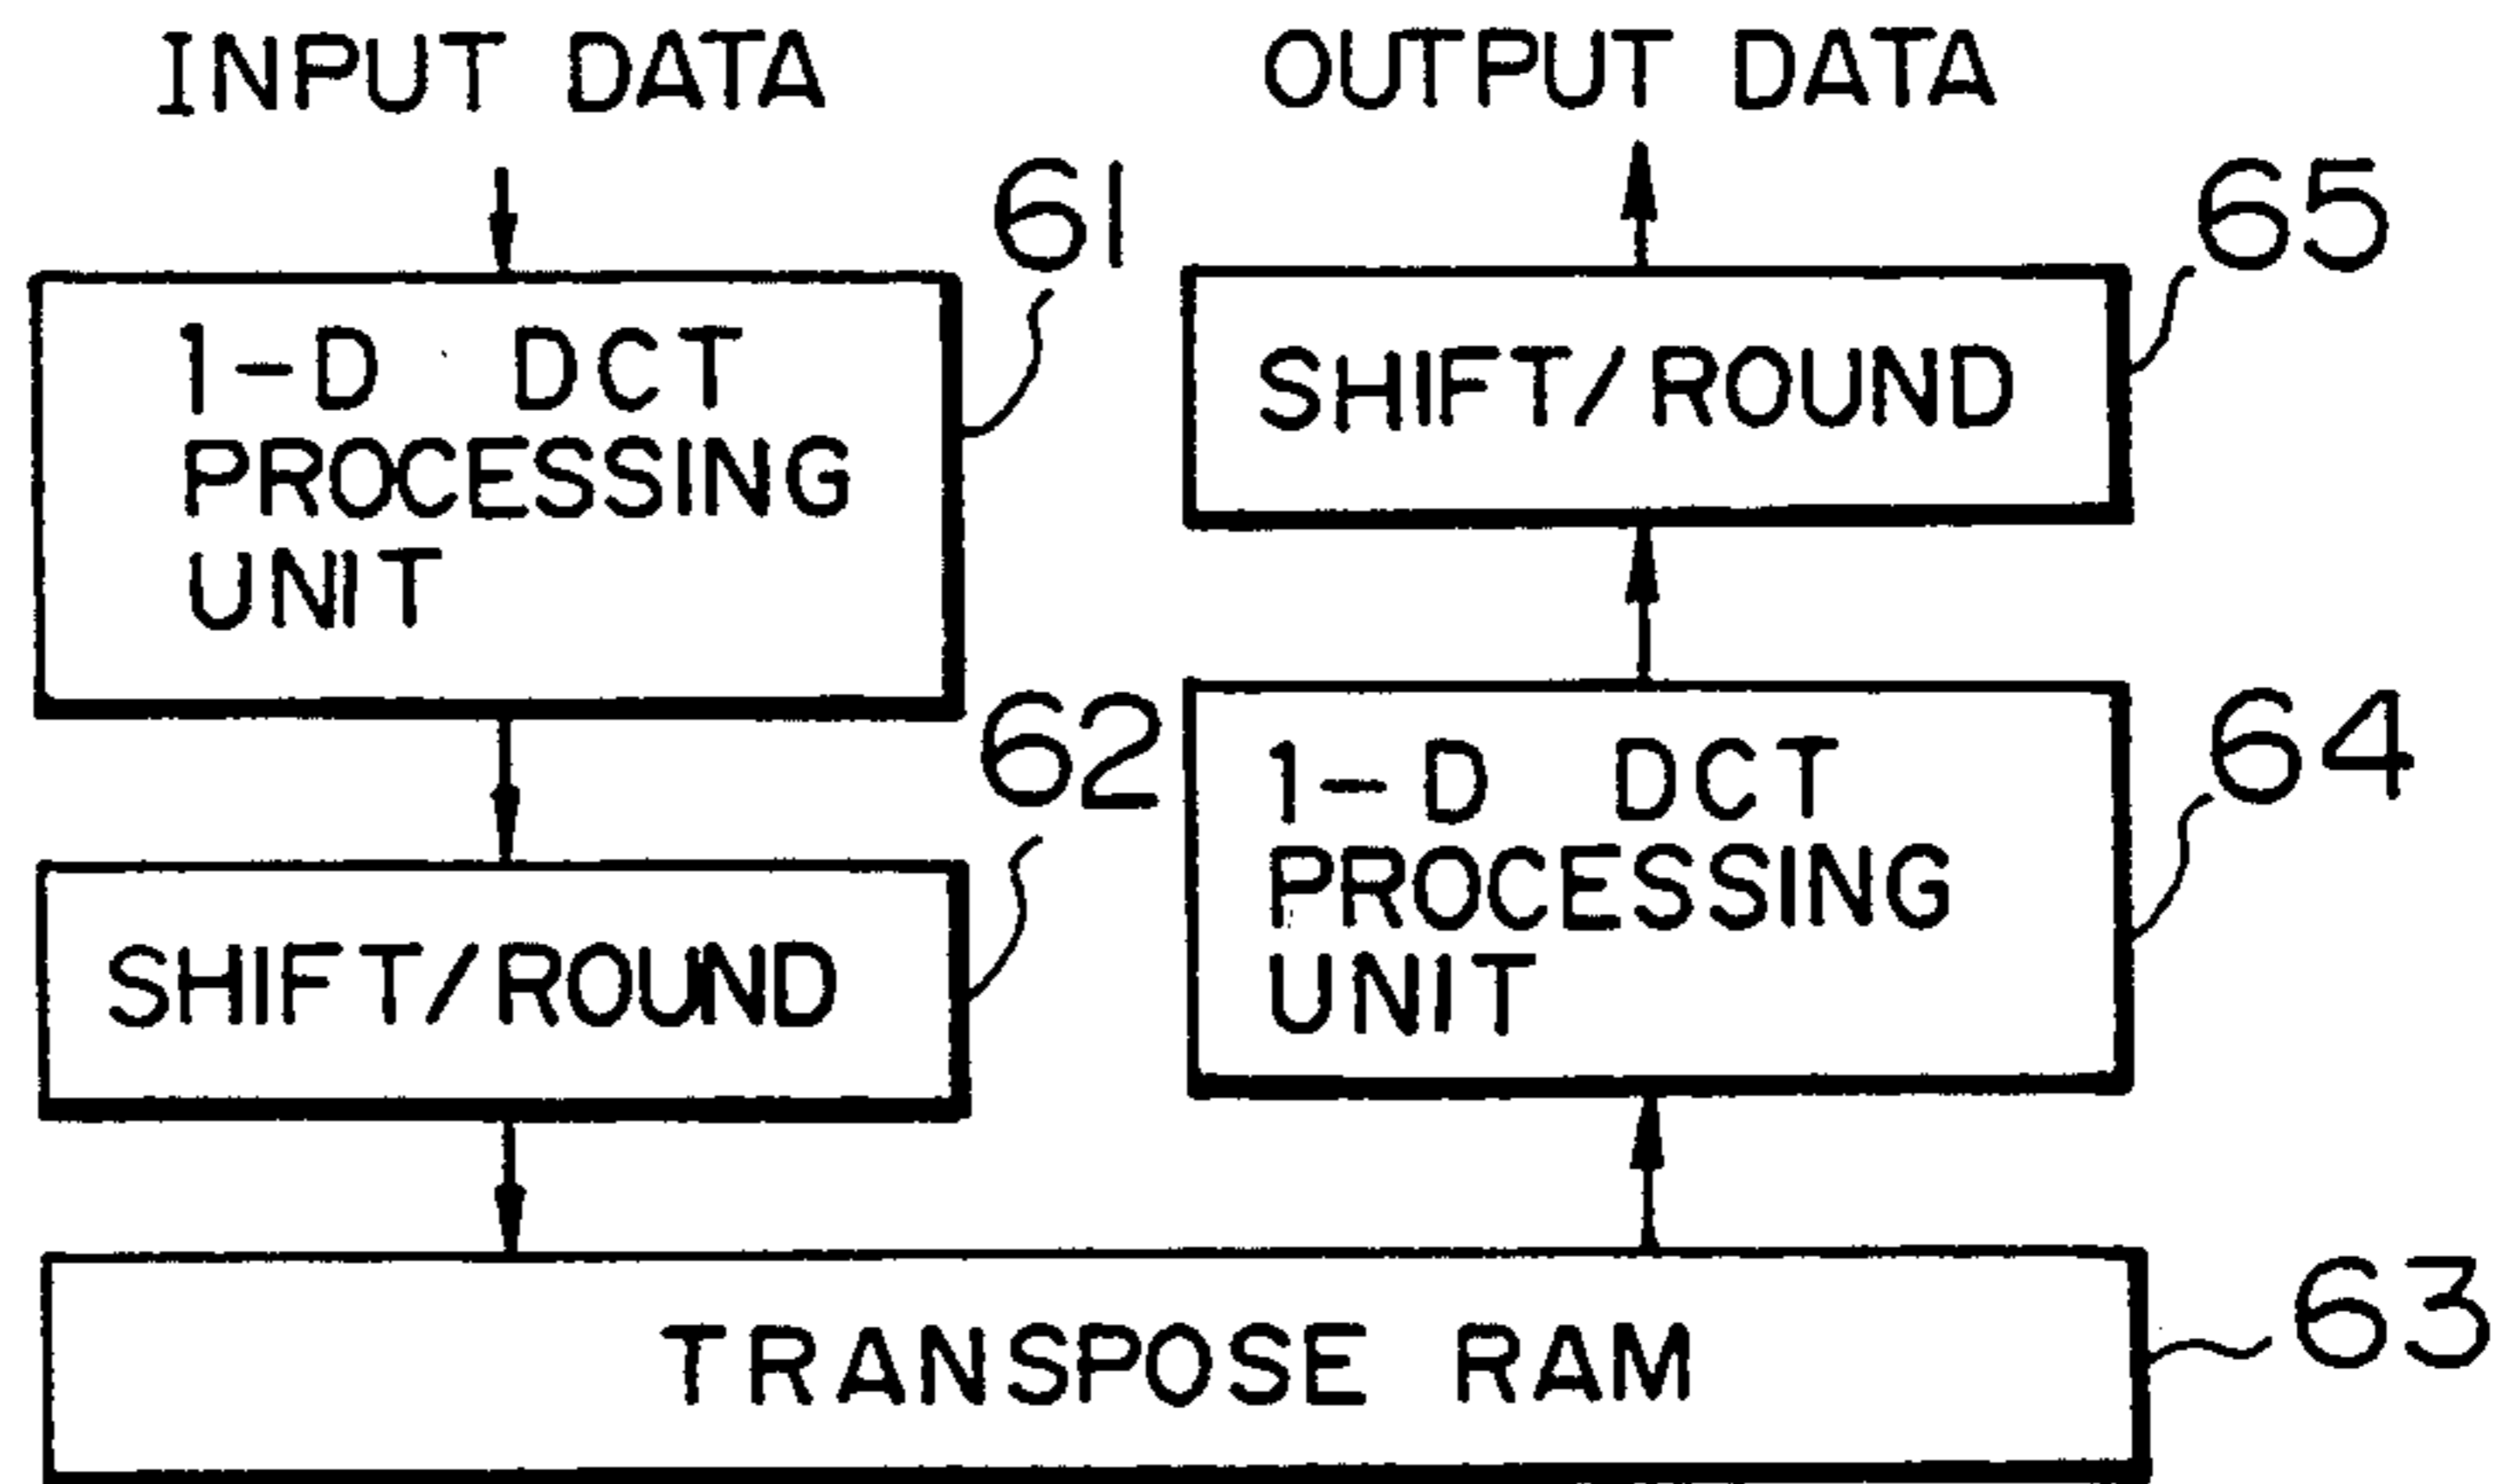 INPUT DATA
OUTPUT DATA
61
65
1-D DCT
PROCESSING
UNIT
SHIFT/ROUND
62
64
1-D DCT
PROCESSING
UNIT
SHIFT/ROUND
63
TRANSPOSE RAM